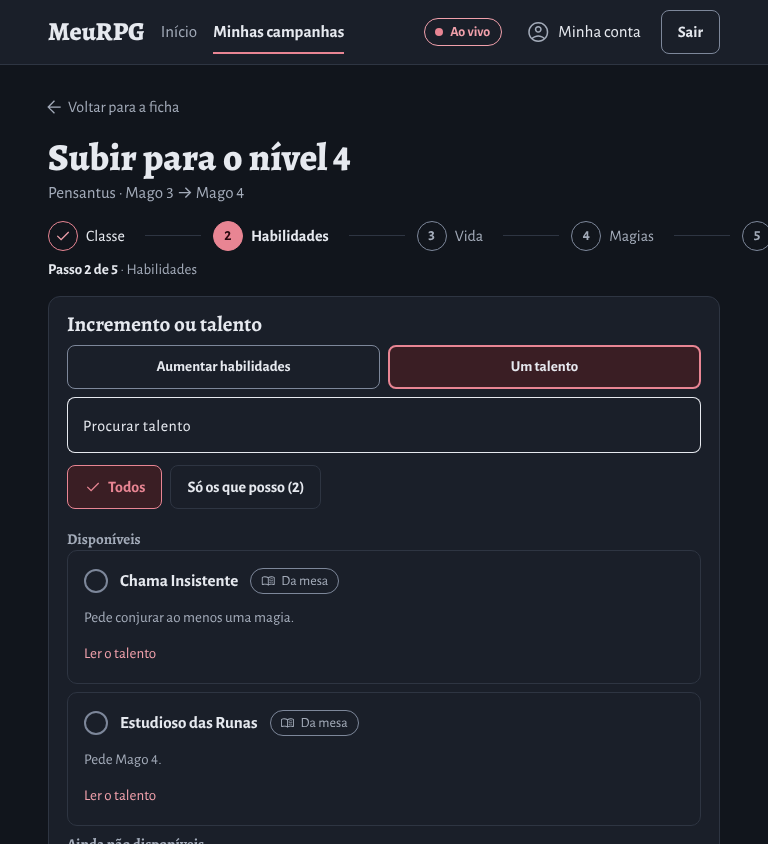 MeuRPG Início Minhas campanhas Ao vivo Minha conta Sair
Voltar para a ficha
Subir para o nível 4
Pensantus · Mago 3 → Mago 4
Classe 2 Habilidades 3 Vida 4 Magias 5
Passo 2 de 5 · Habilidades
Incremento ou talento
Aumentar habilidades Um talento
Procurar talento
Todos Só os que posso (2)
Disponíveis
Chama Insistente Da mesa
Pede conjurar ao menos uma magia.
Ler o talento
Estudioso das Runas Da mesa
Pede Mago 4.
Ler o talento
Ainda não disponíveis